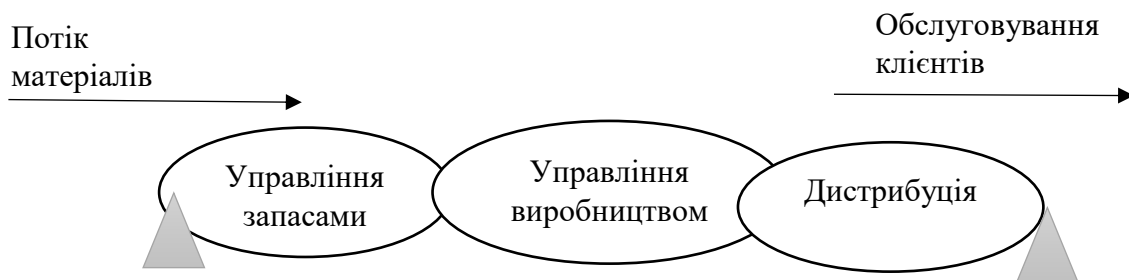 Потік
матеріалів
Обслуговування
клієнтів
Управління
запасами
Управління
виробництвом
Дистрибуція